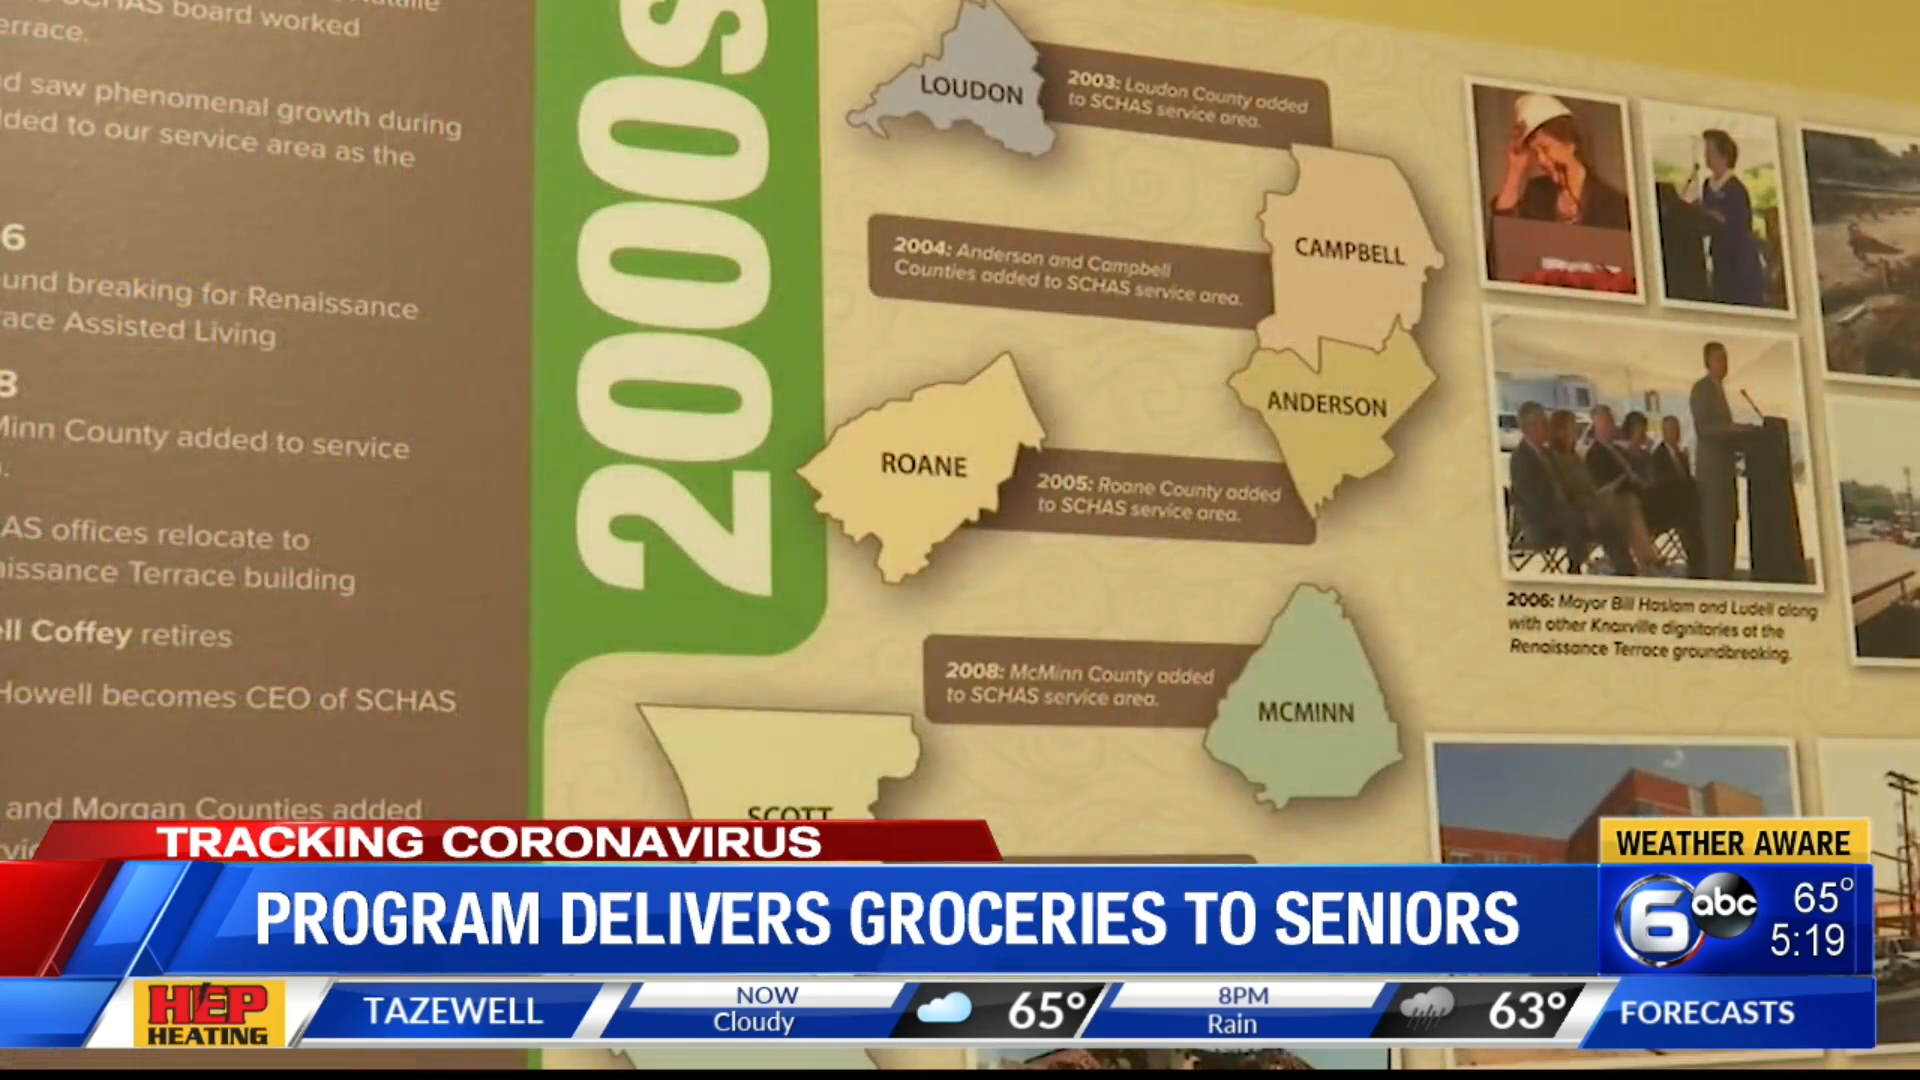 SCHAS board worked
errace.
d saw phenomenal growth during
dded to our service area as the
6
und breaking for Renaissance
ace Assisted Living
8
Minn County added to service
AS offices relocate to
aissance Terrace building
ell Coffey retires
Howell becomes CEO of SCHAS
and Morgan Counties added
2000s
LOUDON
2003: Loudon County added
to SCHAS service area.
CAMPBELL
2004: Anderson and Campbell
Counties added to SCHAS service area.
ANDERSON
ROANE
2005: Roane County added
to SCHAS service area.
2006: Mayor Bill Haslam and Ludell along
with other Knoxville dignitaries at the
Renaissance Terrace groundbreaking.
2008: McMinn County added
to SCHAS service area.
MCMINN
SCOTT
TRACKING CORONAVIRUS
PROGRAM DELIVERS GROCERIES TO SENIORS
WEATHER AWARE
6 abc
65°
5:19
HEP
HEATING
TAZEWELL
NOW
Cloudy
65°
8PM
Rain
63°
FORECASTS